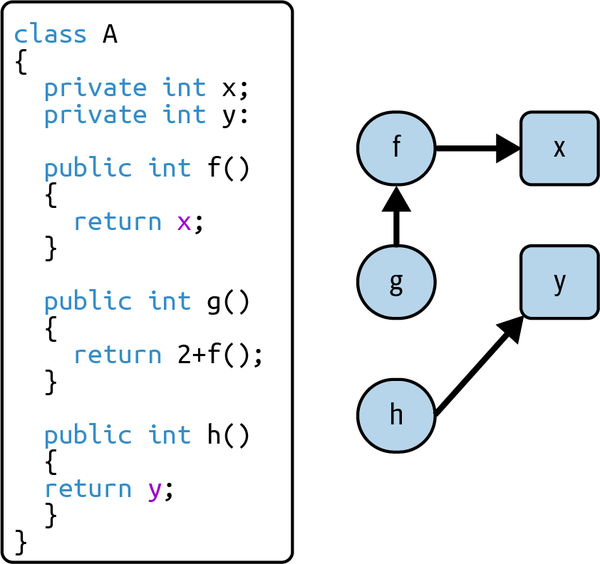 class A
{
private int x;
private int y:
public int f()
{
return x;
}
public int g()
{
return 2+f();
}
public int h()
{
return y;
}
}
f
x
g
y
h